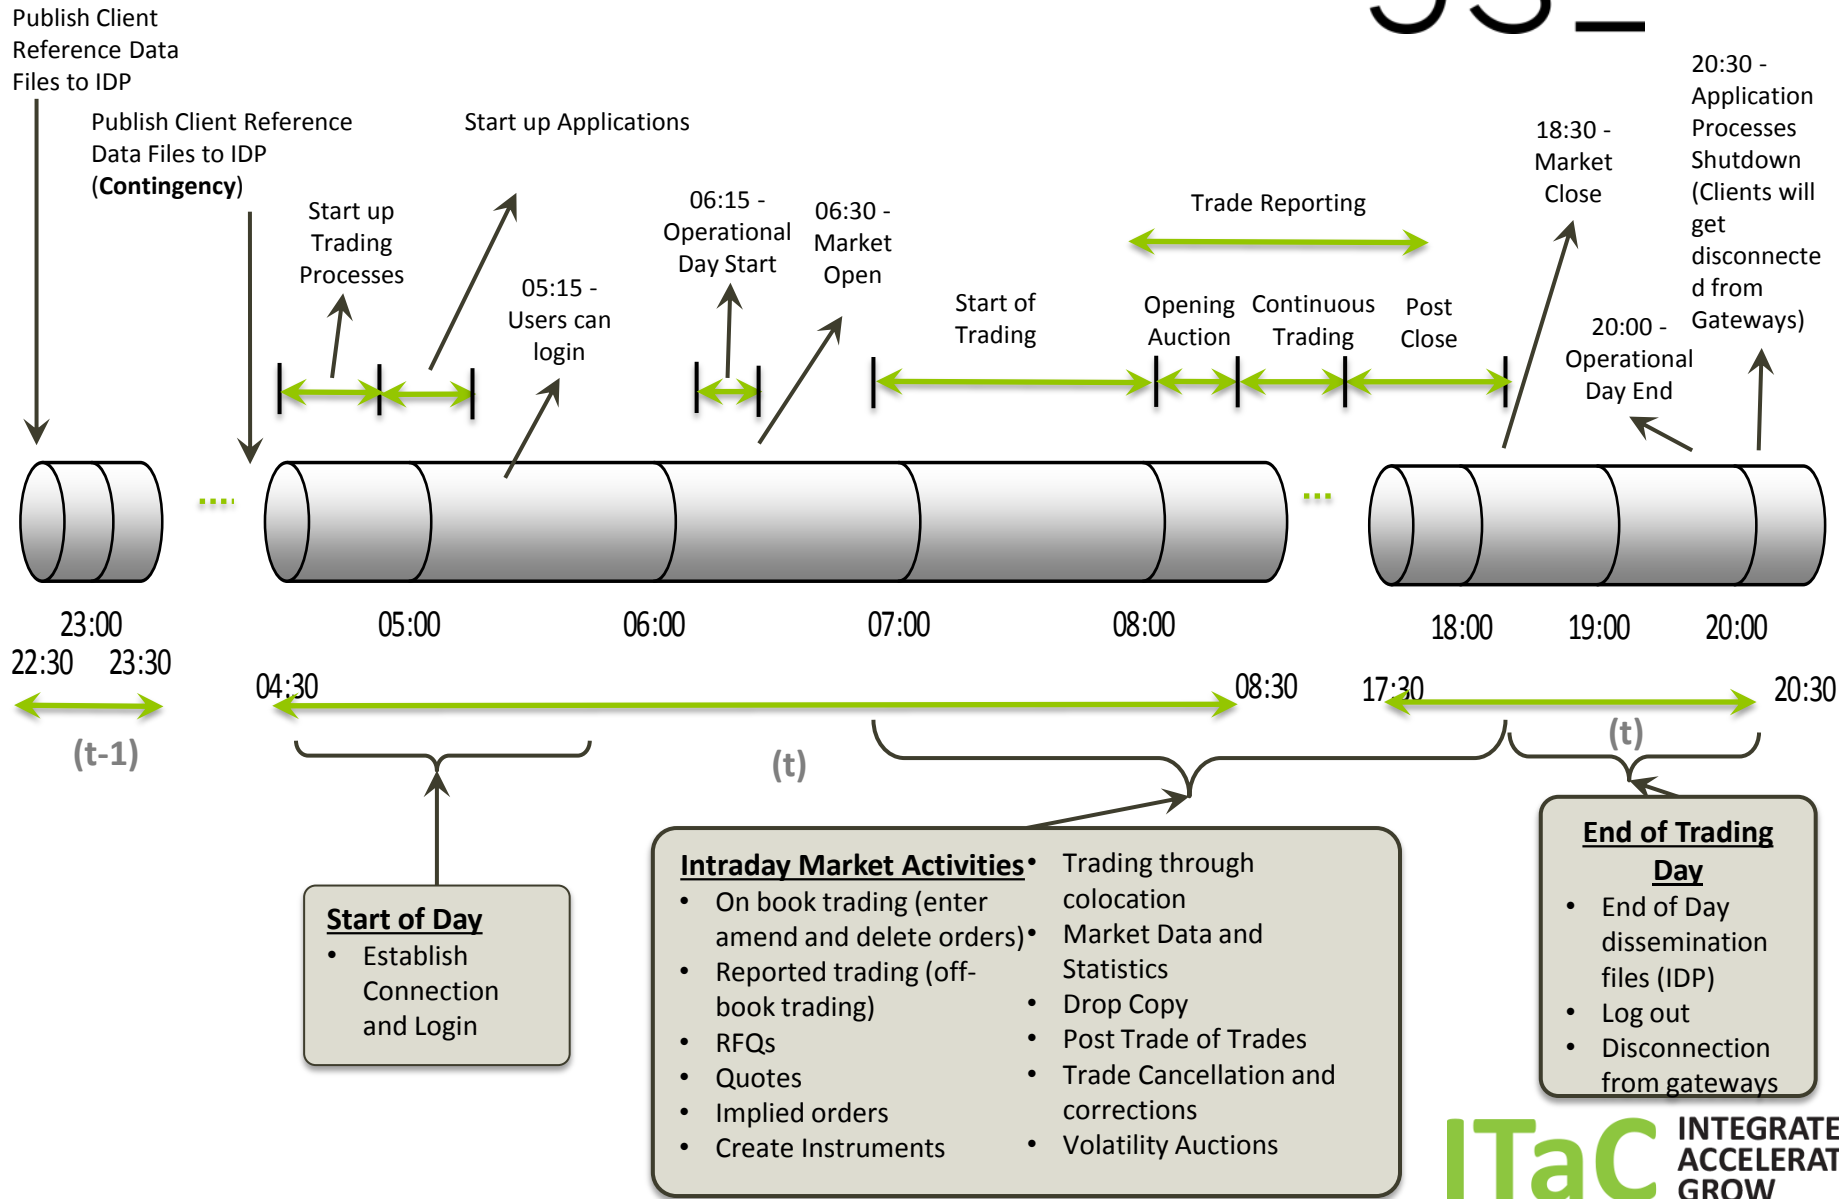 Publish Client
Reference Data
Files to IDP
Publish Client Reference
Data Files to IDP
(Contingency)
Start up Applications
Start up
Trading
Processes
05:15 -
Users can
login
06:15 -
Operational
Day Start
06:30 -
Market
Open
Trade Reporting
Start of
Trading
Opening
Auction
Continuous
Trading
Post
Close
18:30 -
Market
Close
20:00 -
Operational
Day End
20:30 -
Application
Processes
Shutdown
(Clients will
get
disconnecte
d from
Gateways)
23:00
22:30 23:30
05:00 06:00 07:00 08:00
18:00 19:00 20:00
04:30 08:30
17:30 20:30
(t-1)
(t)
(t)
Start of Day
• Establish
Connection
and Login
Intraday Market Activities
• On book trading (enter
amend and delete orders)
• Reported trading (off-
book trading)
• RFQs
• Quotes
• Implied orders
• Create Instruments
• Trading through
colocation
• Market Data and
Statistics
• Drop Copy
• Post Trade of Trades
• Trade Cancellation and
corrections
• Volatility Auctions
End of Trading
Day
• End of Day
dissemination
files (IDP)
• Log out
• Disconnection
from gateways
ITaC
INTEGRATE
ACCELERAT
GROW